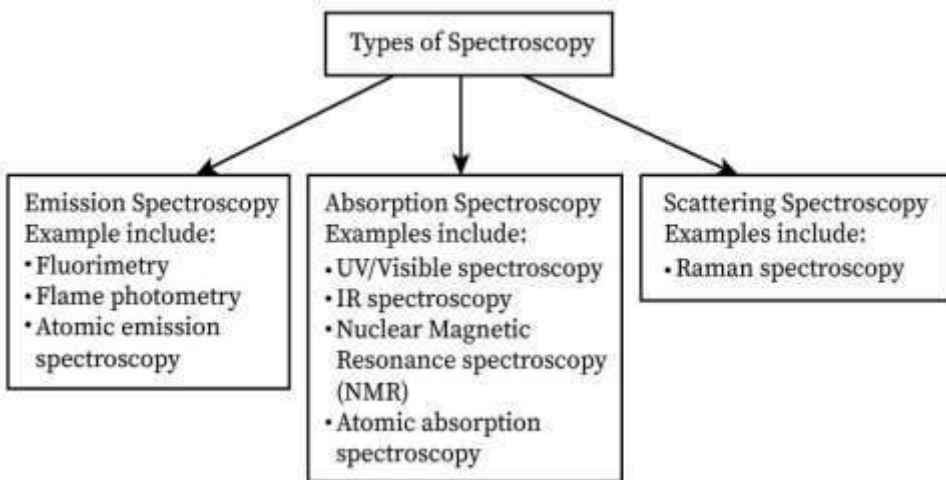 Types of Spectroscopy
Emission Spectroscopy
Example include:
• Fluorimetry
• Flame photometry
• Atomic emission
spectroscopy
Absorption Spectroscopy
Examples include:
• UV/Visible spectroscopy
• IR spectroscopy
• Nuclear Magnetic
Resonance spectroscopy
(NMR)
• Atomic absorption
spectroscopy
Scattering Spectroscopy
Examples include:
• Raman spectroscopy